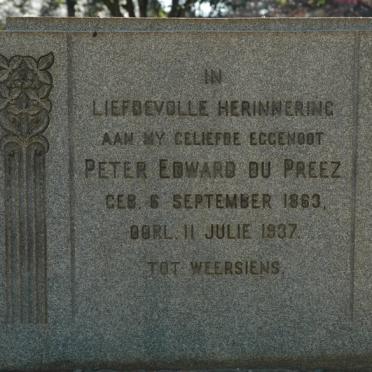 IN
LIEFDEVOLLE HERINNERING
AAN MY GELIEFDE EGGENOOT
PETER EDWARD DU PREEZ
GEB. 6 SEPTEMBER 1863,
OORL. 11 JULIE 1937.
TOT WEERSIENS.